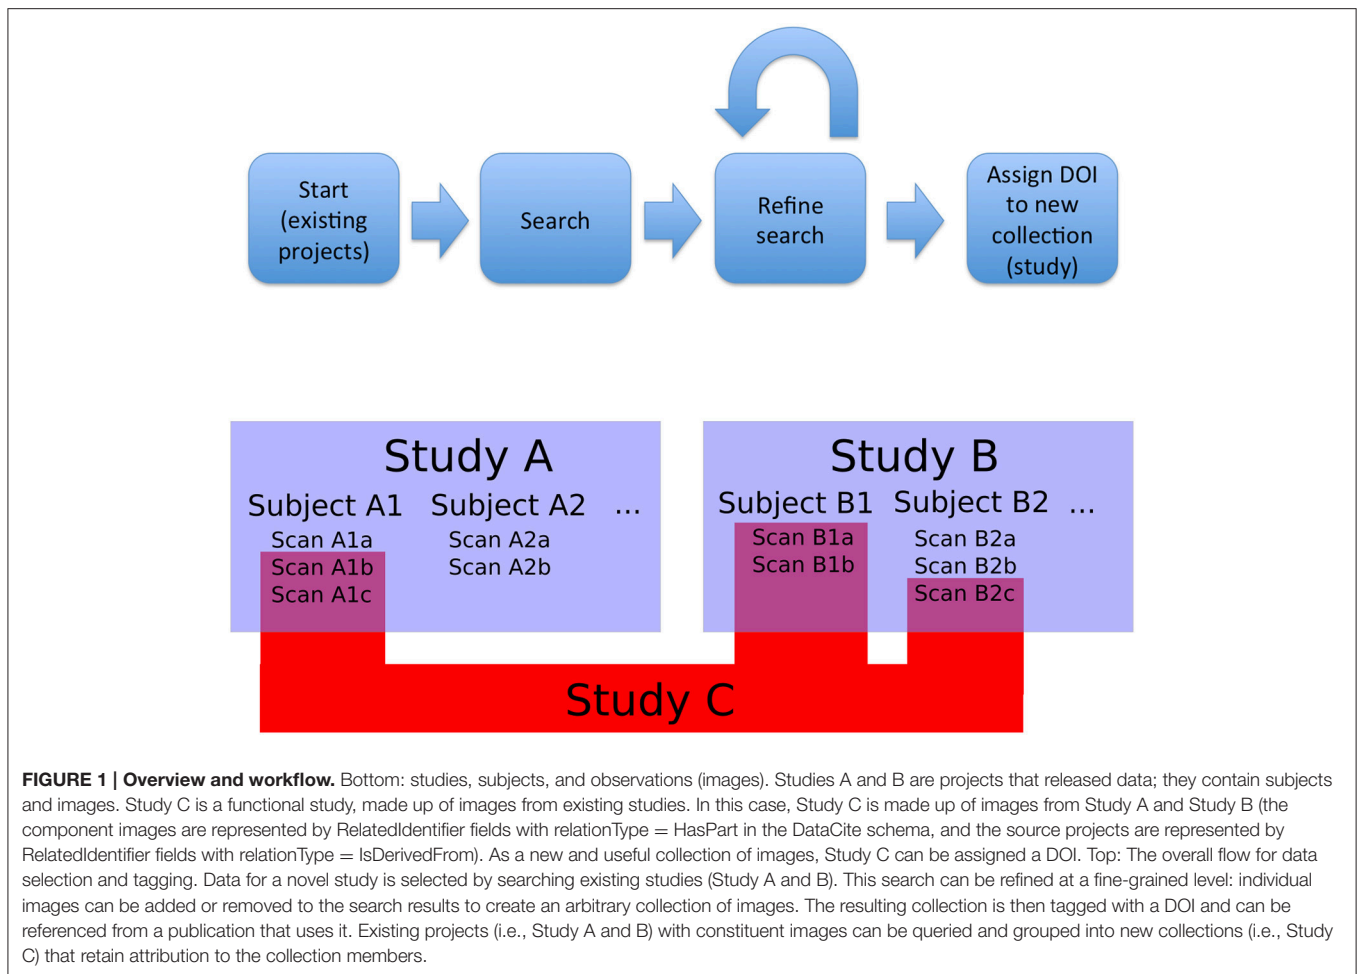 Start
(existing
projects)
Search
Refine
search
Assign DOI
to new
collection
(study)
Study A
Subject A1 Subject A2 ...
Scan A1a Scan A2a
Scan A1b Scan A2b
Scan A1c
Study B
Subject B1 Subject B2 ...
Scan B1a Scan B2a
Scan B1b Scan B2b
Scan B2c
Study C
FIGURE 1 | Overview and workflow. Bottom: studies, subjects, and observations (images). Studies A and B are projects that released data; they contain subjects
and images. Study C is a functional study, made up of images from existing studies. In this case, Study C is made up of images from Study A and Study B (the
component images are represented by RelatedIdentifier fields with relationType = HasPart in the DataCite schema, and the source projects are represented by
RelatedIdentifier fields with relationType = IsDerivedFrom). As a new and useful collection of images, Study C can be assigned a DOI. Top: The overall flow for data
selection and tagging. Data for a novel study is selected by searching existing studies (Study A and B). This search can be refined at a fine-grained level: individual
images can be added or removed to the search results to create an arbitrary collection of images. The resulting collection is then tagged with a DOI and can be
referenced from a publication that uses it. Existing projects (i.e., Study A and B) with constituent images can be queried and grouped into new collections (i.e., Study
C) that retain attribution to the collection members.